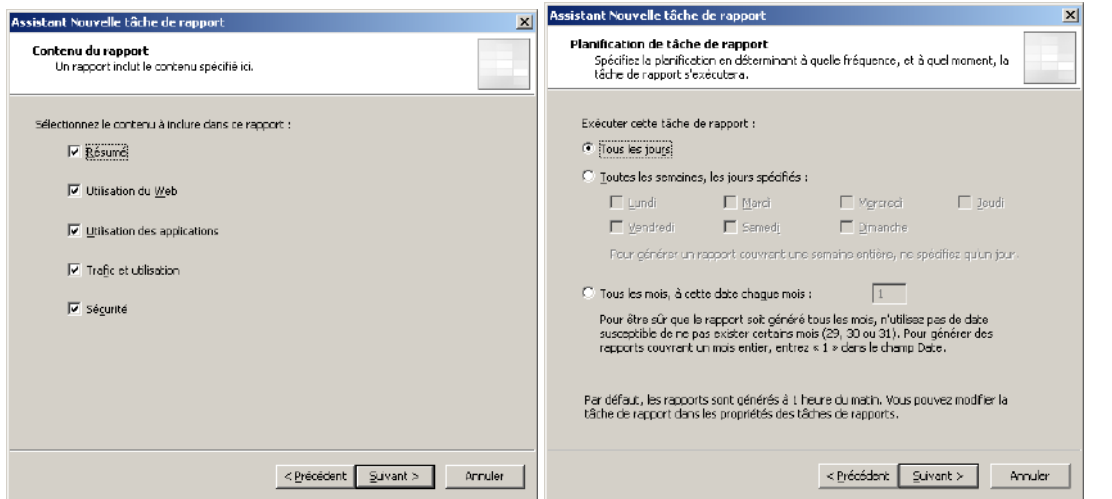 Assistant Nouvelle tâche de rapport
Contenu du rapport
Un rapport inclut le contenu spécifié ici.
Sélectionnez le contenu à inclure dans ce rapport :
Résumé
Utilisation du Web
Utilisation des applications
Trafic et utilisation
Sécurité
< Précédent
Suivant >
Annuler
Assistant Nouvelle tâche de rapport
Planification de tâche de rapport
Spécifiez la planification en déterminant à quelle fréquence, et à quel moment, la
tâche de rapport s'exécutera.
Exécuter cette tâche de rapport :
Tous les jours
Toutes les semaines, les jours spécifiés :
Lundi
Mardi
Mercredi
Jeudi
Vendredi
Samedi
Dimanche
Pour générer un rapport couvrant une semaine entière, ne spécifiez qu'un jour.
Tous les mois, à cette date chaque mois :
1
Pour être sûr que le rapport soit généré tous les mois, n'utilisez pas de date
susceptible de ne pas exister certains mois (29, 30 ou 31). Pour générer des
rapports couvrant un mois entier, entrez « 1 » dans le champ Date.
Par défaut, les rapports sont générés à 1 heure du matin. Vous pouvez modifier la
tâche de rapport dans les propriétés des tâches de rapports.
< Précédent
Suivant >
Annuler